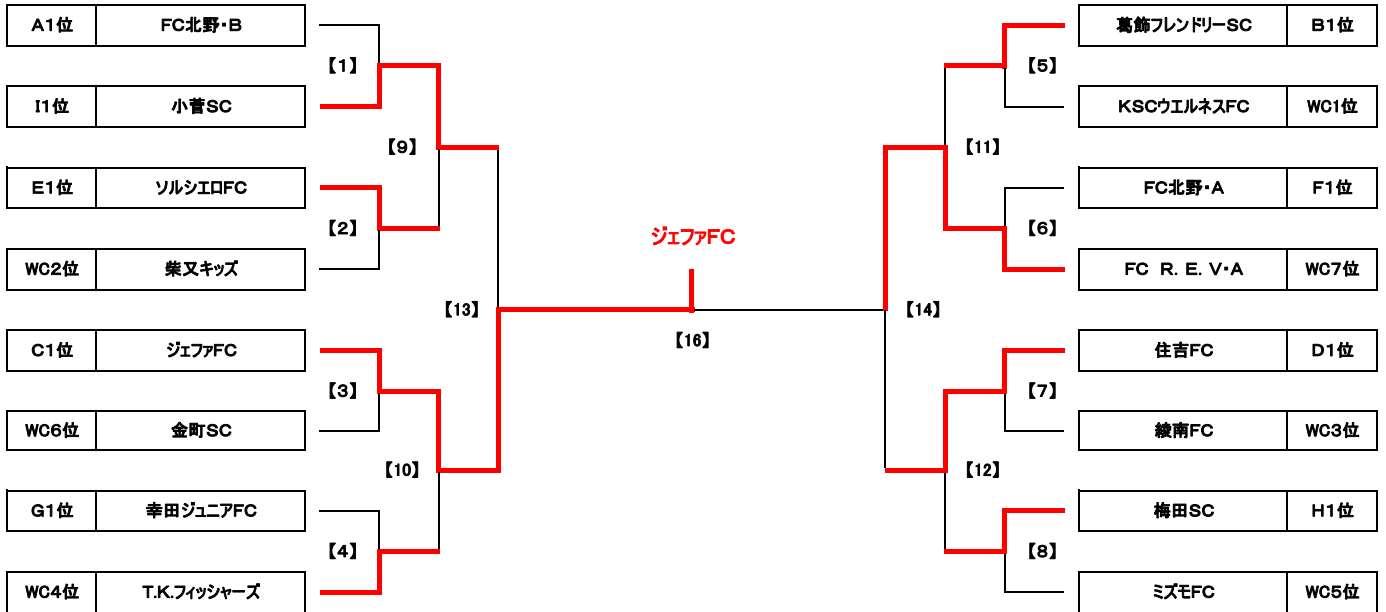 A1位 FC北野・B
【1】
I1位 小菅SC
【9】
E1位 ソルシエロFC
【2】
WC2位 柴又キッズ
【13】
C1位 ジェファFC
【3】
WC6位 金町SC
【10】
G1位 幸田ジュニアFC
【4】
WC4位 T.K.フィッシャーズ
ジェファFC
【16】
葛飾フレンドリーSC B1位
【5】
KSCウエルネスFC WC1位
【11】
FC北野・A F1位
【6】
FC R.E.V・A WC7位
【14】
住吉FC D1位
【7】
綾南FC WC3位
【12】
梅田SC H1位
【8】
ミズモFC WC5位